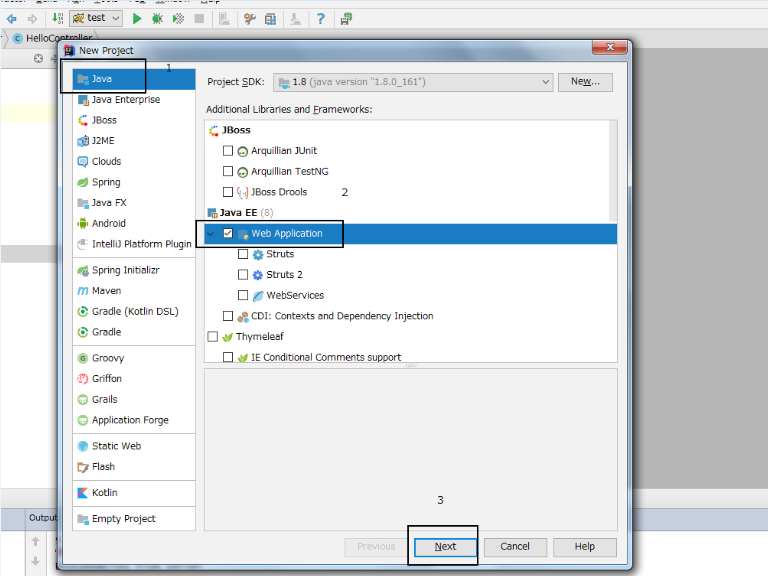 test
HelloController
New Project
1
Java
Java Enterprise
JBoss
J2ME
Clouds
Spring
Java FX
Android
IntelliJ Platform Plugin
Spring Initializr
Maven
Gradle (Kotlin DSL)
Gradle
Groovy
Griffon
Grails
Application Forge
Static Web
Flash
Kotlin
Empty Project
Project SDK: 1.8 (java version "1.8.0_161") New...
Additional Libraries and Frameworks:
JBoss
Arquillian JUnit
Arquillian TestNG
JBoss Drools
2
Java EE (8)
Web Application
Struts
Struts 2
WebServices
CDI: Contexts and Dependency Injection
Thymeleaf
IE Conditional Comments support
3
Previous Next Cancel Help
Output